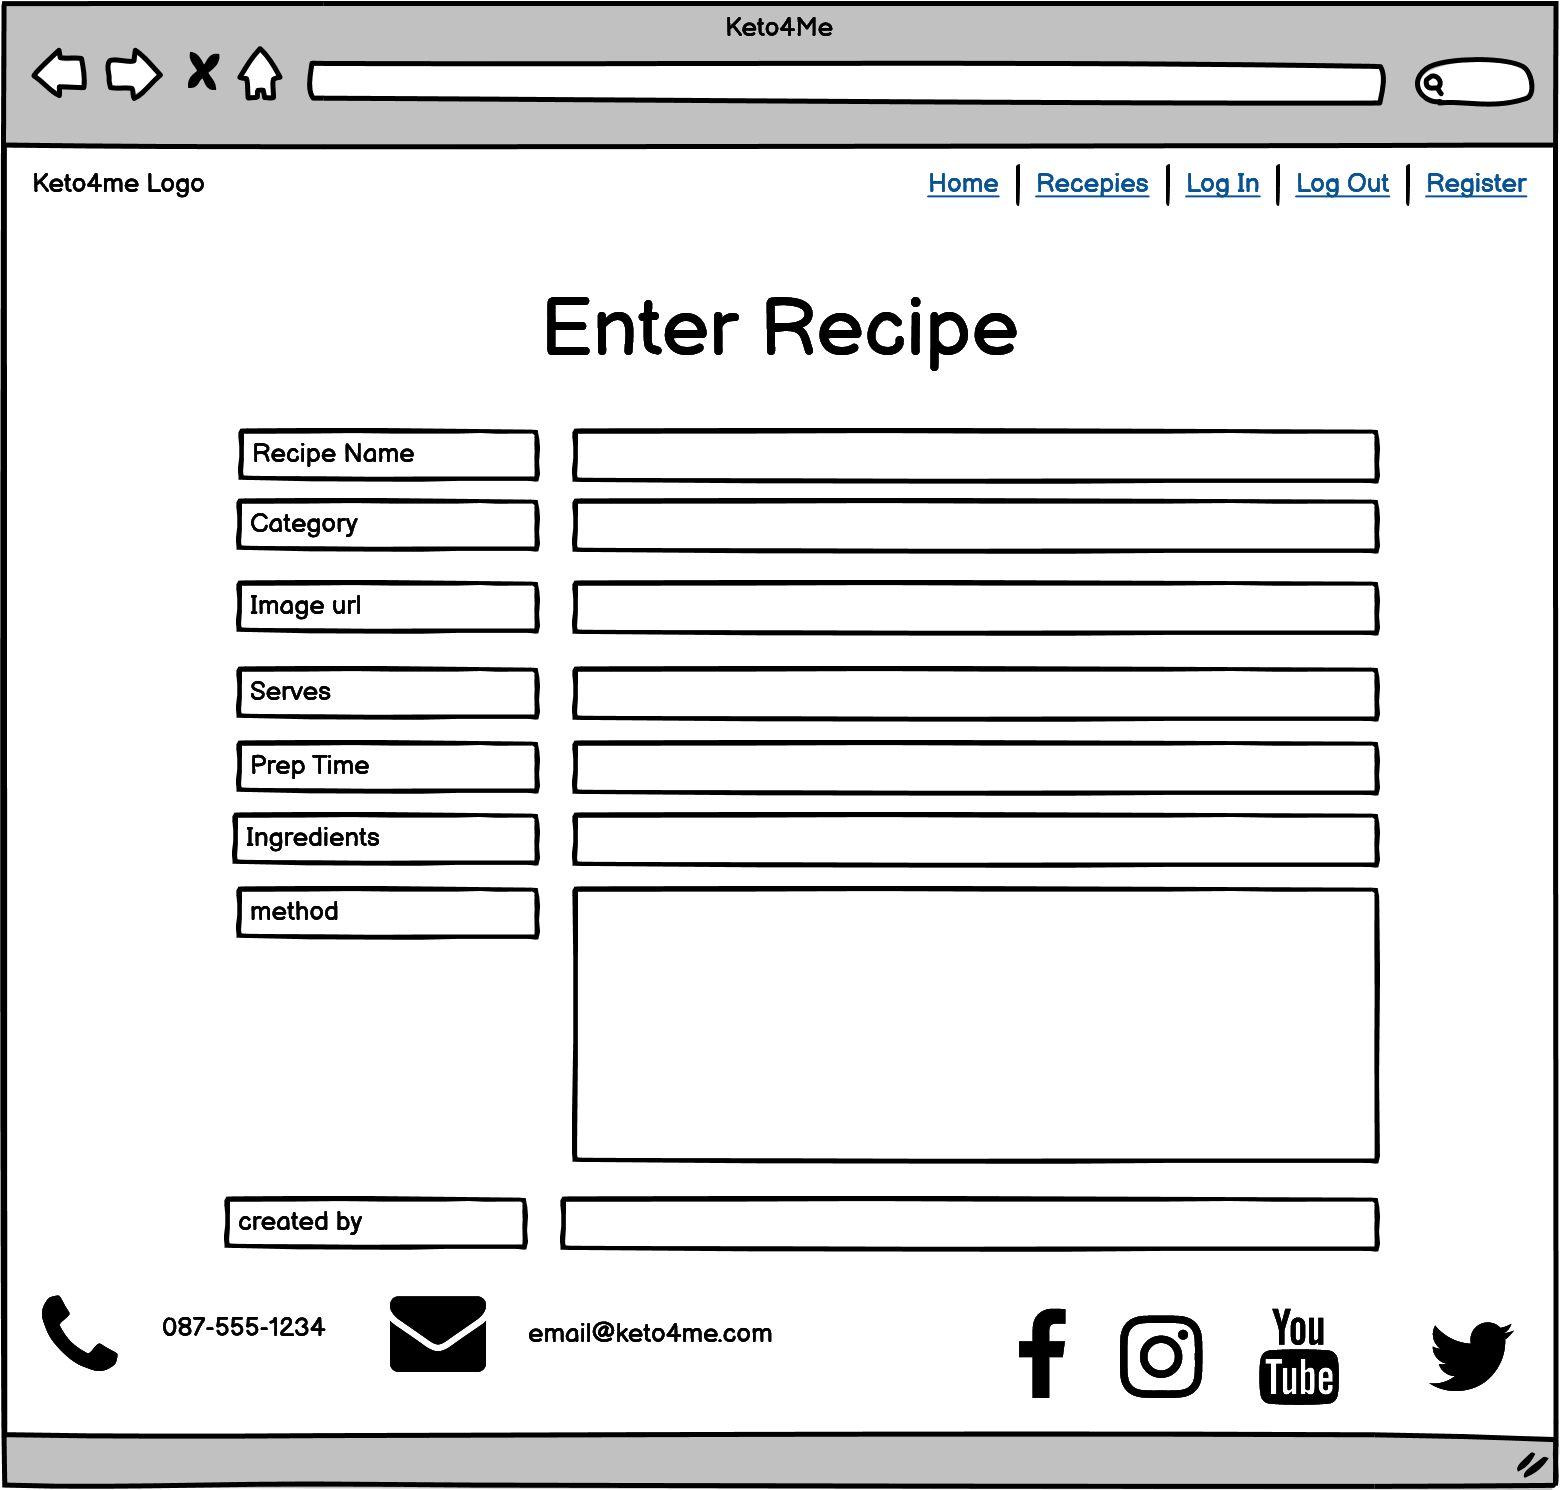 Keto4Me
Keto4me Logo
Home Recepies Log In Log Out Register
Enter Recipe
Recipe Name
Category
Image url
Serves
Prep Time
Ingredients
method
created by
087-555-1234
email@keto4me.com
You
Tube